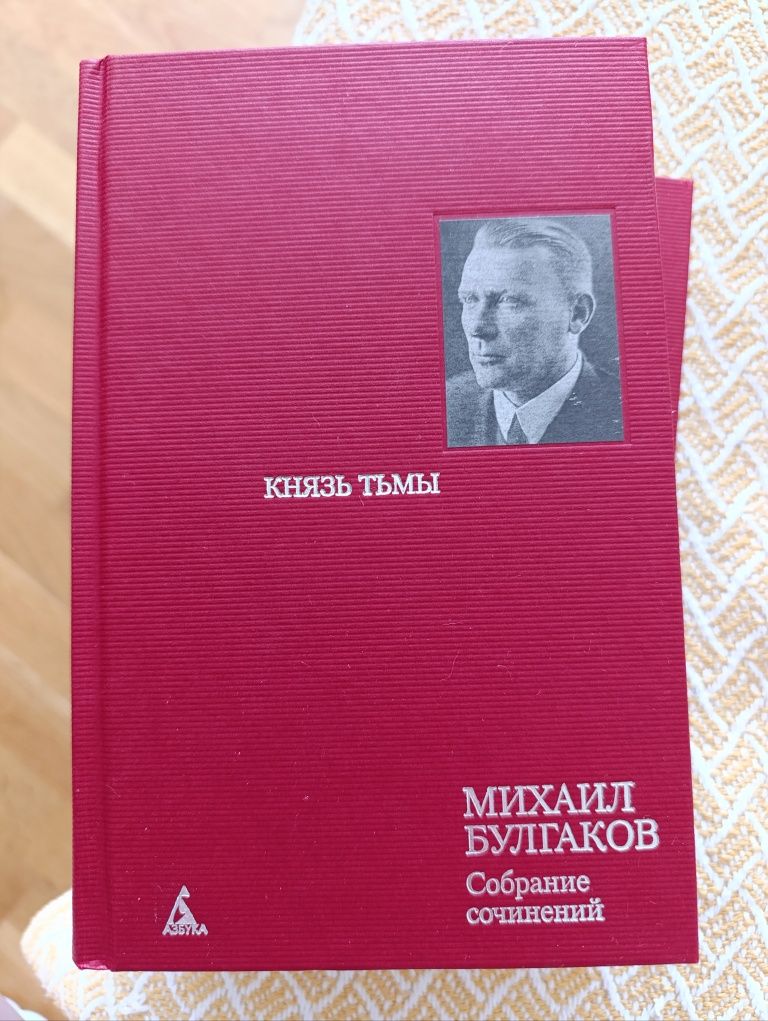 КНЯЗЬ ТЬМЫ
МИХАИЛ
БУЛГАКОВ
Собрание
сочинений
АЗБУКА